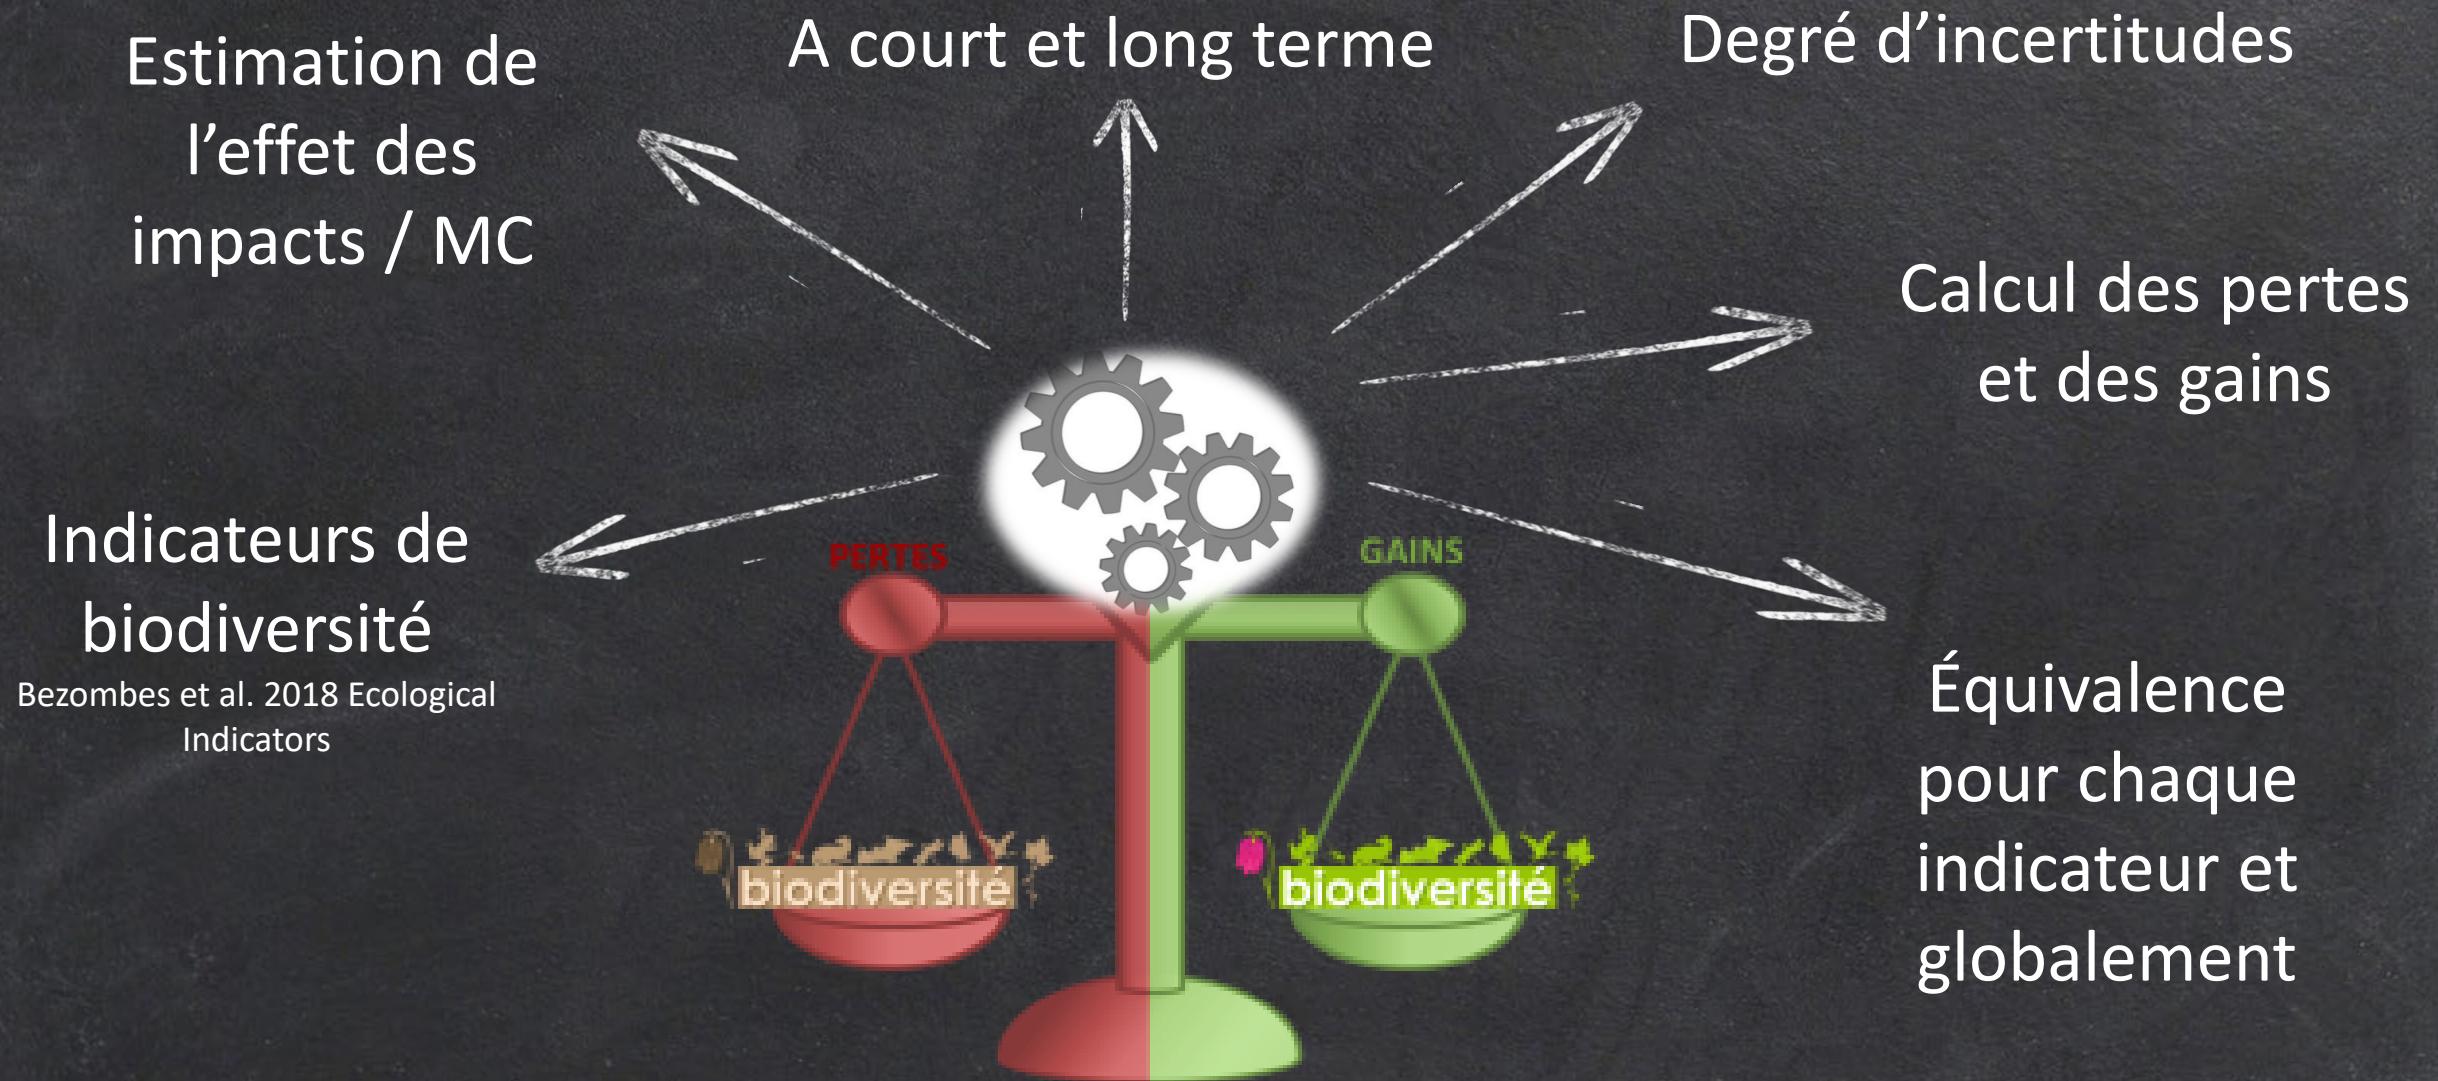 Estimation de
l’effet des
impacts / MC
A court et long terme
Degré d’incertitudes
Calcul des pertes
et des gains
Indicateurs de
biodiversité
Bezombes et al. 2018 Ecological
Indicators
PERTES
GAINS
Équivalence
pour chaque
indicateur et
globalement
biodiversité
biodiversité